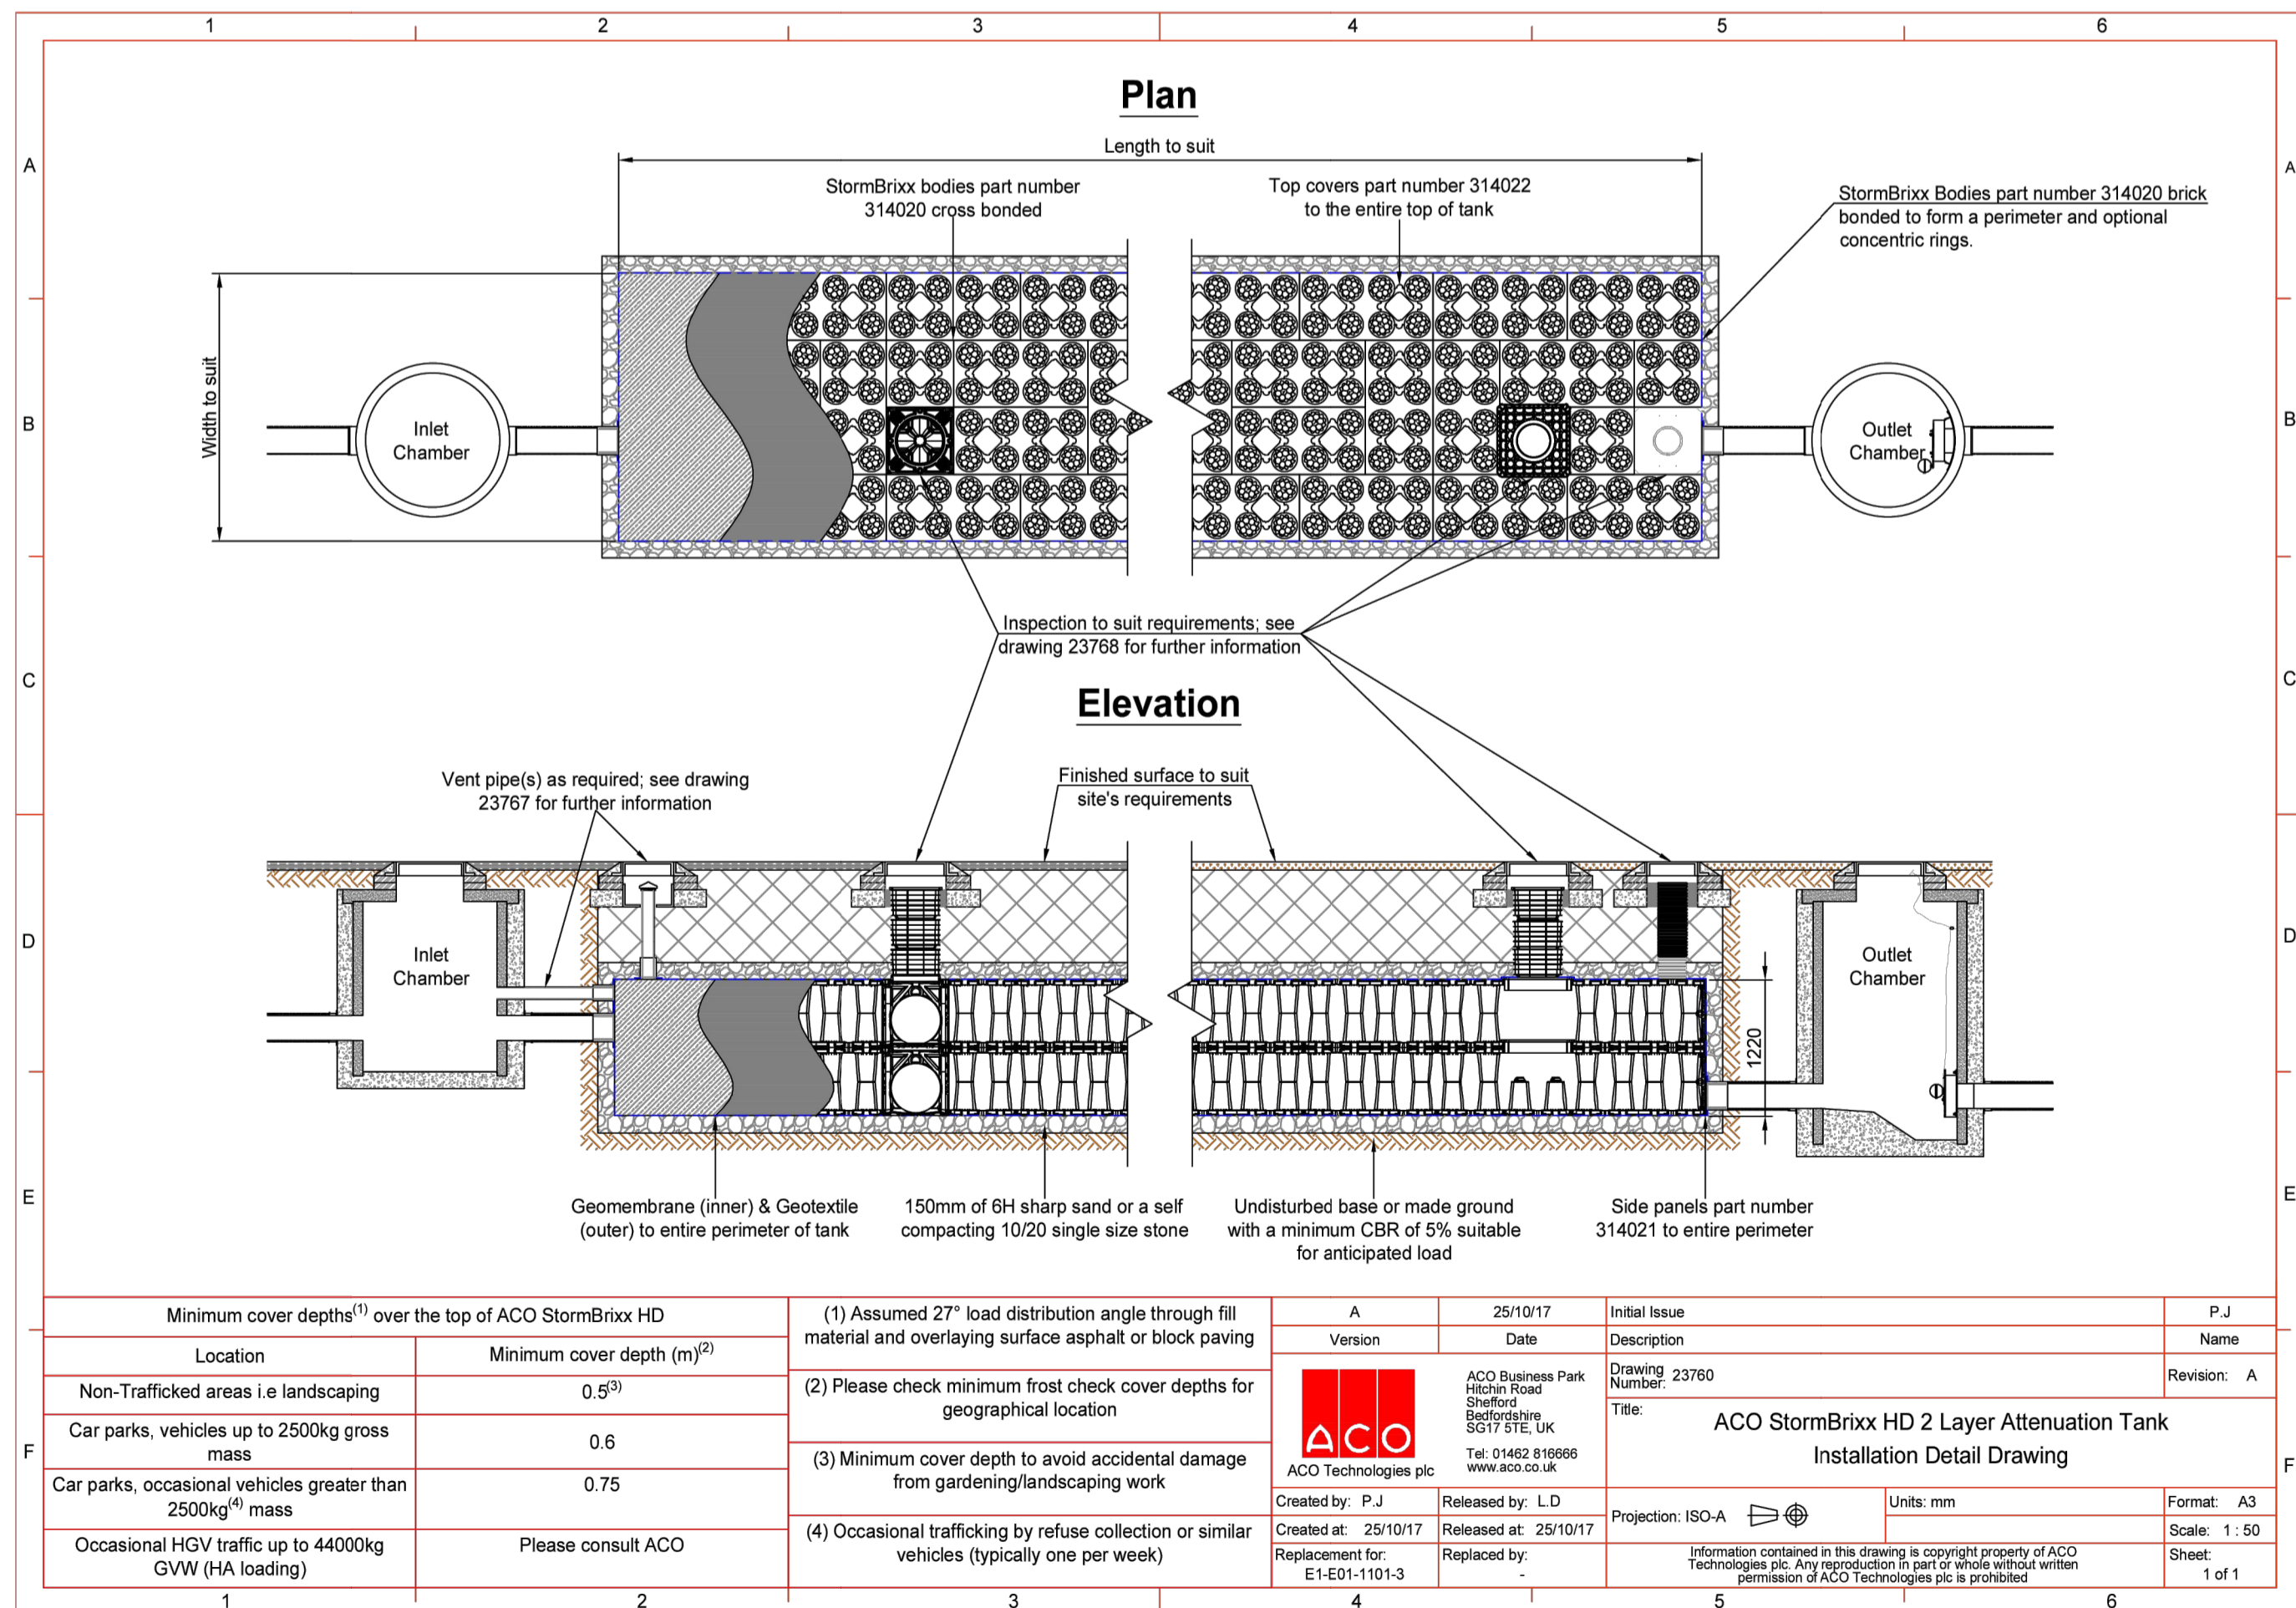 1 2 3 4 5 6
Plan
Length to suit
A
A
StormBrixx bodies part number
314020 cross bonded
Top covers part number 314022
to the entire top of tank
StormBrixx Bodies part number 314020 brick
bonded to form a perimeter and optional
concentric rings.
Width to suit
B
B
Inlet
Chamber
Outlet
Chamber
Inspection to suit requirements; see
drawing 23768 for further information
C
C
Elevation
Vent pipe(s) as required; see drawing
23767 for further information
Finished surface to suit
site's requirements
D
D
Inlet
Chamber
Outlet
Chamber
1220
E
E
Geomembrane (inner) & Geotextile
(outer) to entire perimeter of tank
150mm of 6H sharp sand or a self
compacting 10/20 single size stone
Undisturbed base or made ground
with a minimum CBR of 5% suitable
for anticipated load
Side panels part number
314021 to entire perimeter
F
F
Minimum cover depths(1) over the top of ACO StormBrixx HD
Location
Minimum cover depth (m)(2)
Non-Trafficked areas i.e landscaping
0.5(3)
Car parks, vehicles up to 2500kg gross
mass
0.6
Car parks, occasional vehicles greater than
2500kg(4) mass
0.75
Occasional HGV traffic up to 44000kg
GVW (HA loading)
Please consult ACO
(1) Assumed 27° load distribution angle through fill
material and overlaying surface asphalt or block paving
(2) Please check minimum frost check cover depths for
geographical location
(3) Minimum cover depth to avoid accidental damage
from gardening/landscaping work
(4) Occasional trafficking by refuse collection or similar
vehicles (typically one per week)
A
25/10/17
Initial Issue
P.J
Version
Date
Description
Name
ACO
ACO Technologies plc
ACO Business Park
Hitchin Road
Shefford
Bedfordshire
SG17 5TE, UK
Tel: 01462 816666
www.aco.co.uk
Drawing
Number: 23760
Revision: A
Title:
ACO StormBrixx HD 2 Layer Attenuation Tank
Installation Detail Drawing
Created by: P.J
Released by: L.D
Created at: 25/10/17
Released at: 25/10/17
Replacement for:
E1-E01-1101-3
Replaced by:
-
Projection: ISO-A
Units: mm
Format: A3
Scale: 1 : 50
Information contained in this drawing is copyright property of ACO
Technologies plc. Any reproduction in part or whole without written
permission of ACO Technologies plc is prohibited
Sheet:
1 of 1
1 2 3 4 5 6